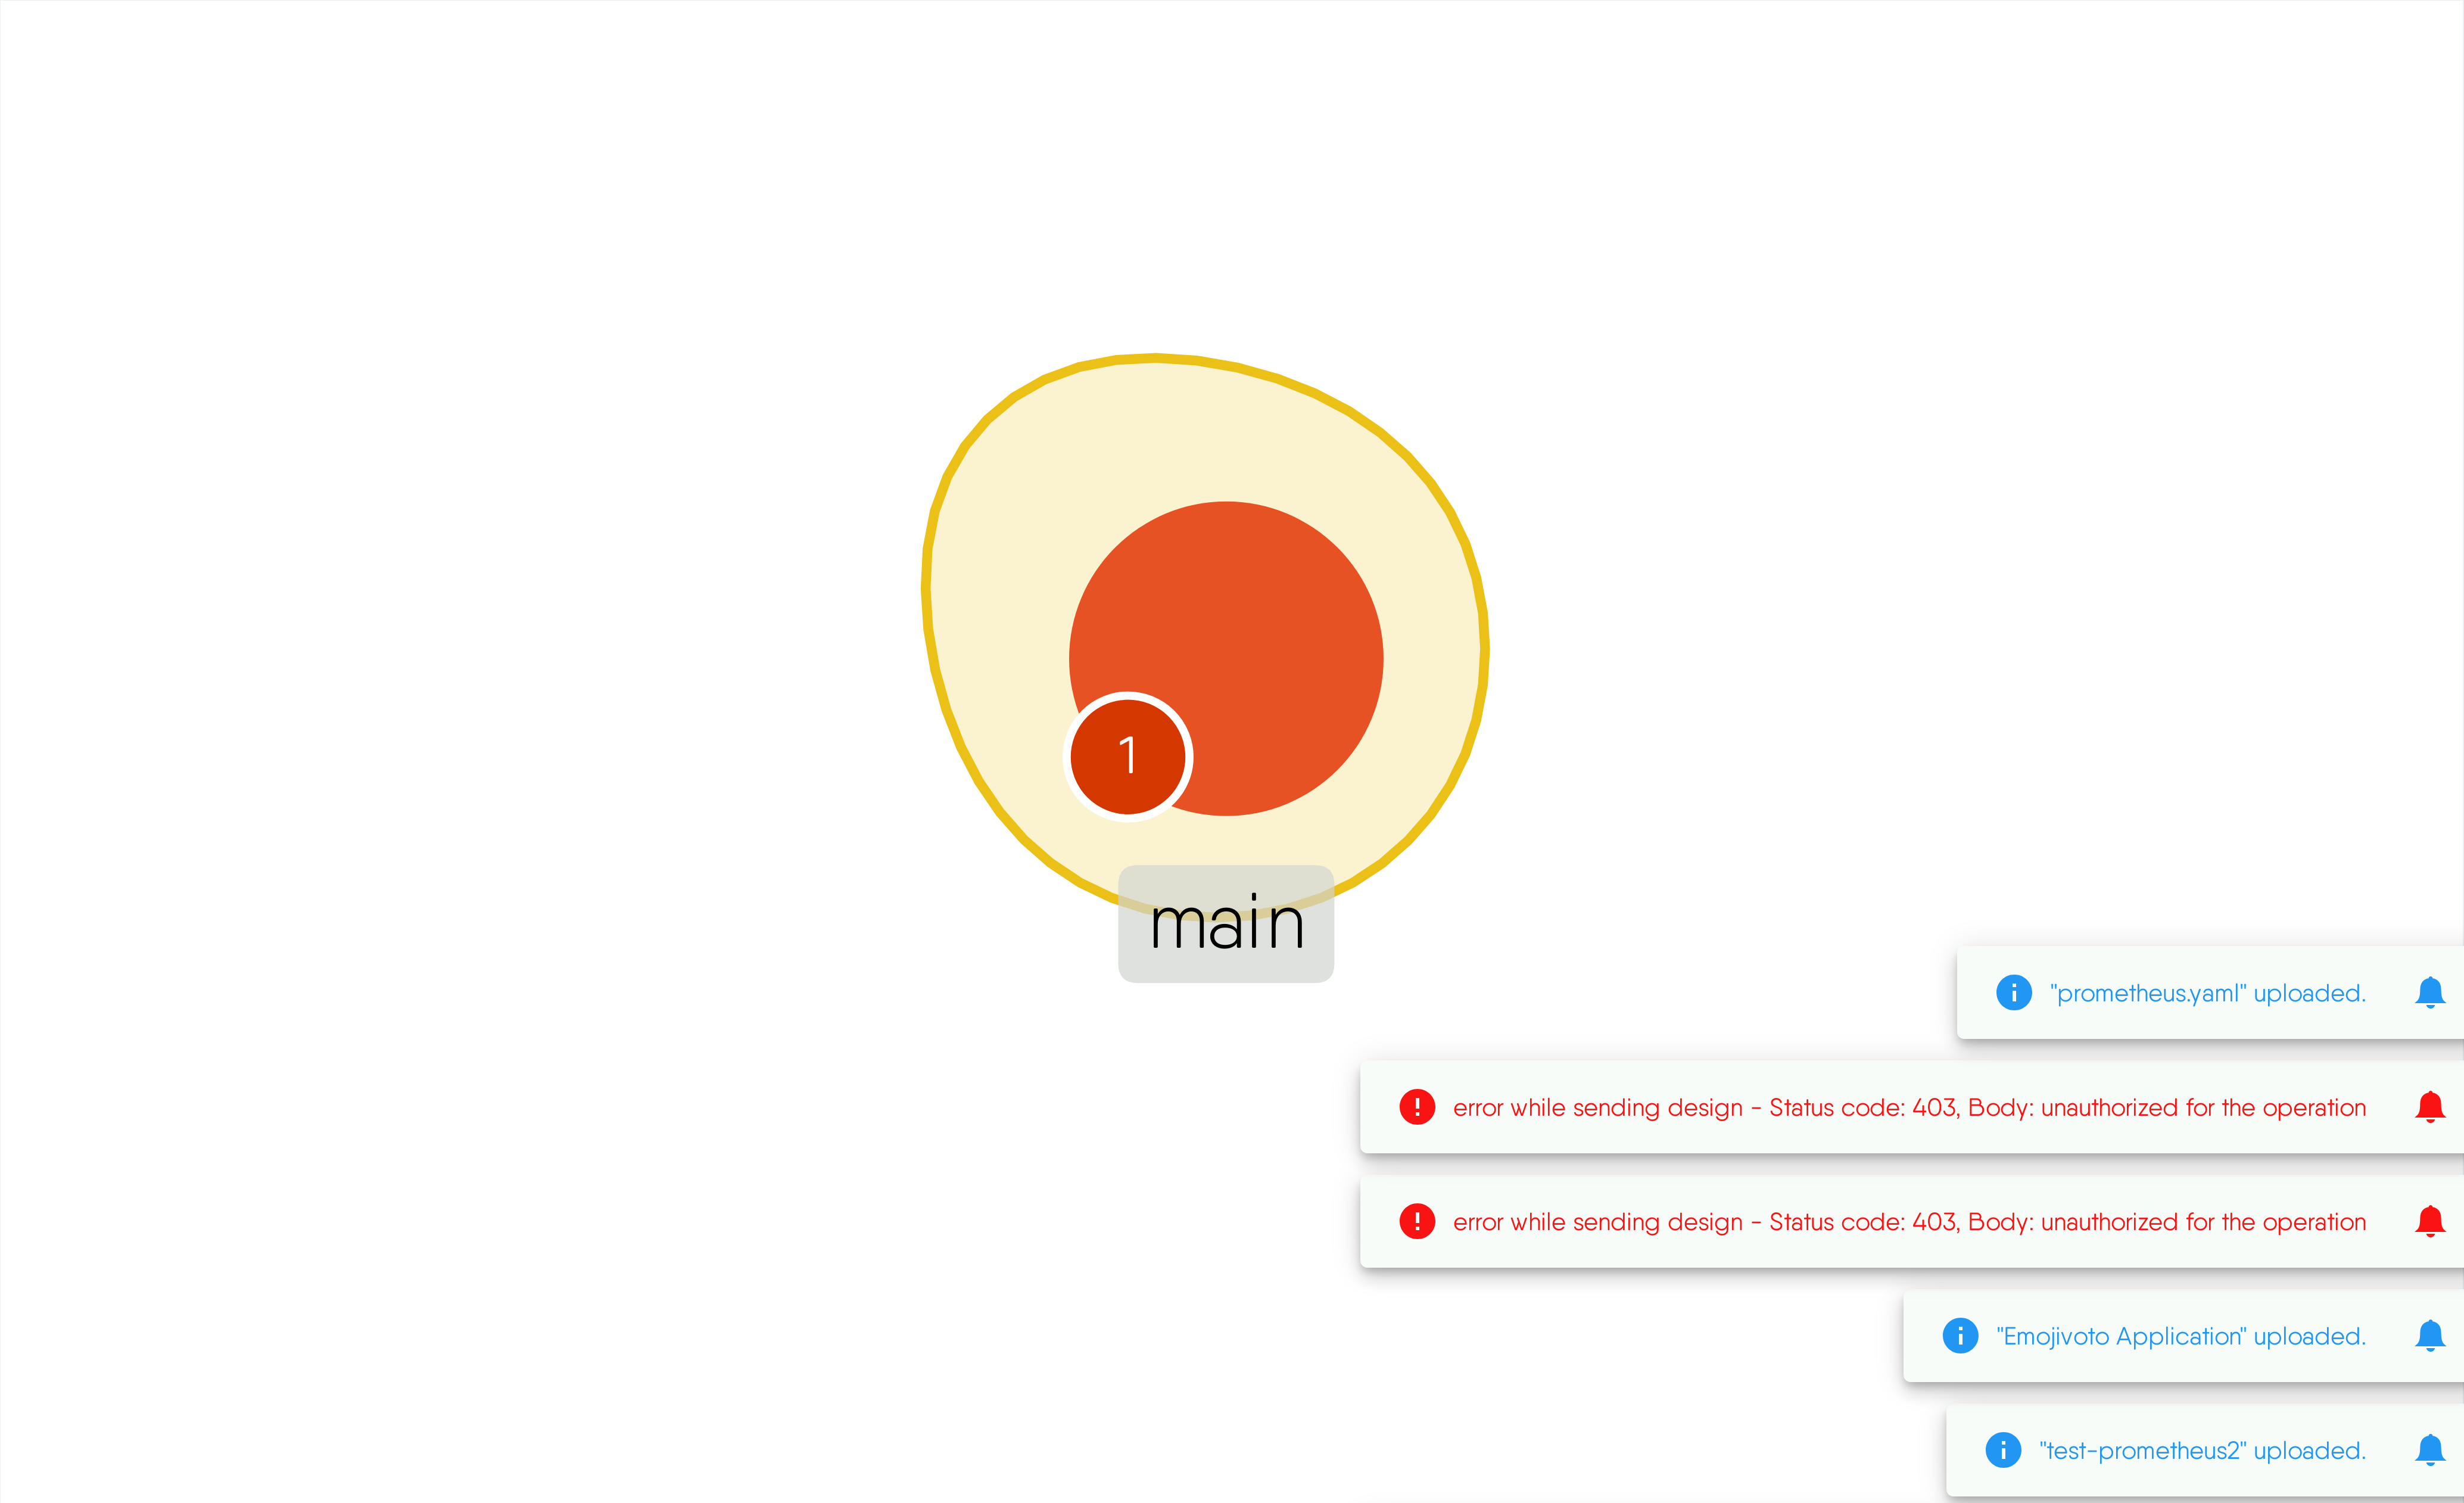 1
main
"prometheus.yaml" uploaded.
error while sending design - Status code: 403, Body: unauthorized for the operation
error while sending design - Status code: 403, Body: unauthorized for the operation
"Emojivoto Application" uploaded.
"test-prometheus2" uploaded.